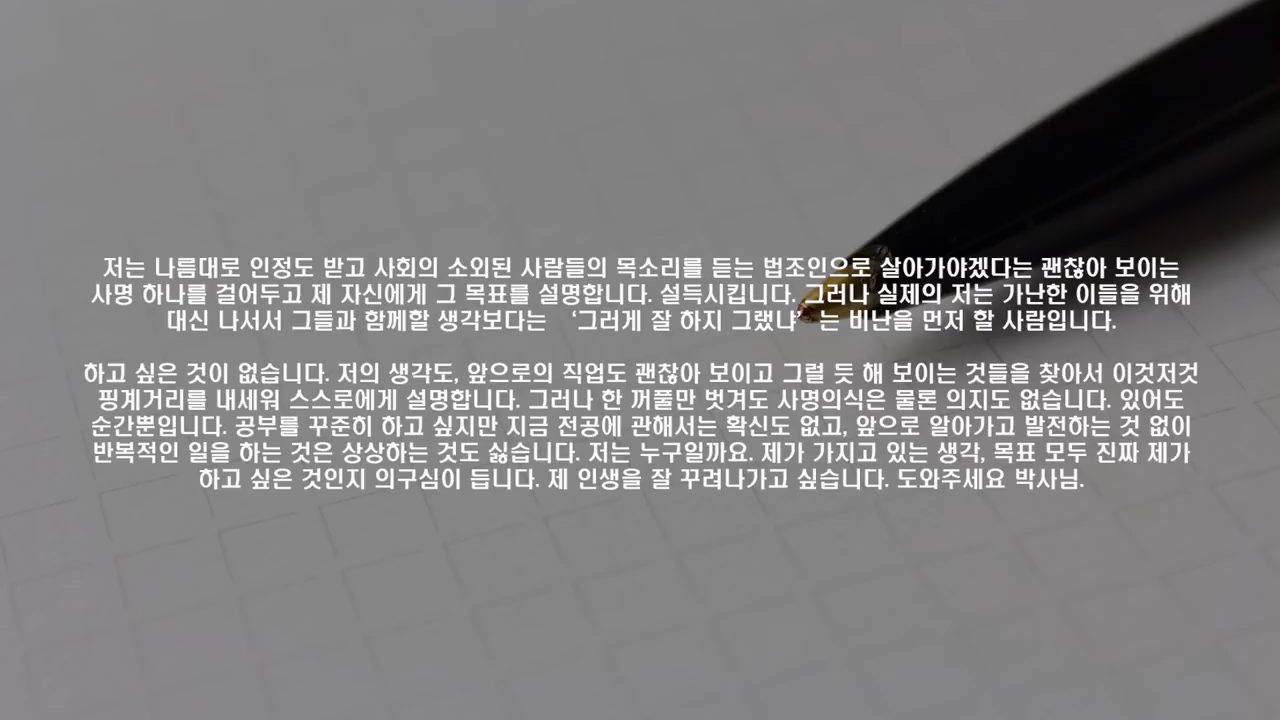 저는 나름대로 인정도 받고 사회의 소외된 사람들의 목소리를 듣는 법조인으로 살아가야겠다는 괜찮아 보이는
사명 하나를 걸어두고 제 자신에게 그 목표를 설명합니다. 설득시킵니다. 그러나 실제의 저는 가난한 이들을 위해
대신 나서서 그들과 함께할 생각보다는 ‘그러게 잘 하지 그랬냐’ 는 비난을 먼저 할 사람입니다.
하고 싶은 것이 없습니다. 저의 생각도, 앞으로의 직업도 괜찮아 보이고 그럴 듯 해 보이는 것들을 찾아서 이것저것
핑계거리를 내세워 스스로에게 설명합니다. 그러나 한 꺼풀만 벗겨도 사명의식은 물론 의지도 없습니다. 있어도
순간뿐입니다. 공부를 꾸준히 하고 싶지만 지금 전공에 관해서는 확신도 없고, 앞으로 알아가고 발전하는 것 없이
반복적인 일을 하는 것은 상상하는 것도 싫습니다. 저는 누구일까요. 제가 가지고 있는 생각, 목표 모두 진짜 제가
하고 싶은 것인지 의구심이 듭니다. 제 인생을 잘 꾸려나가고 싶습니다. 도와주세요 박사님.